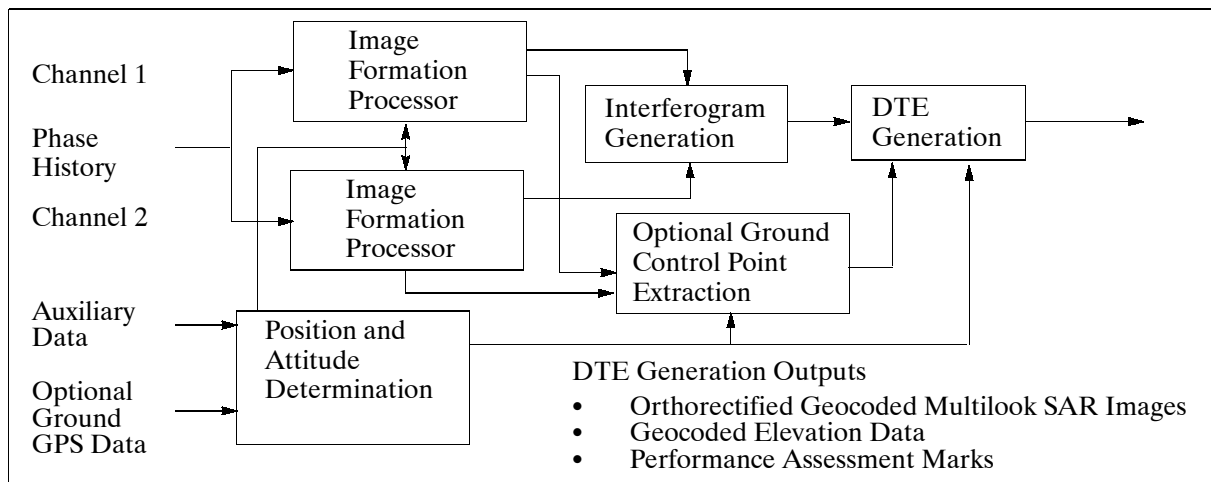 Channel 1
Phase
History
Channel 2
Auxiliary
Data
Optional
Ground
GPS Data
Image
Formation
Processor
Image
Formation
Processor
Position and
Attitude
Determination
Interferogram
Generation
Optional Ground
Control Point
Extraction
DTE
Generation
DTE Generation Outputs
• Orthorectified Geocoded Multilook SAR Images
• Geocoded Elevation Data
• Performance Assessment Marks